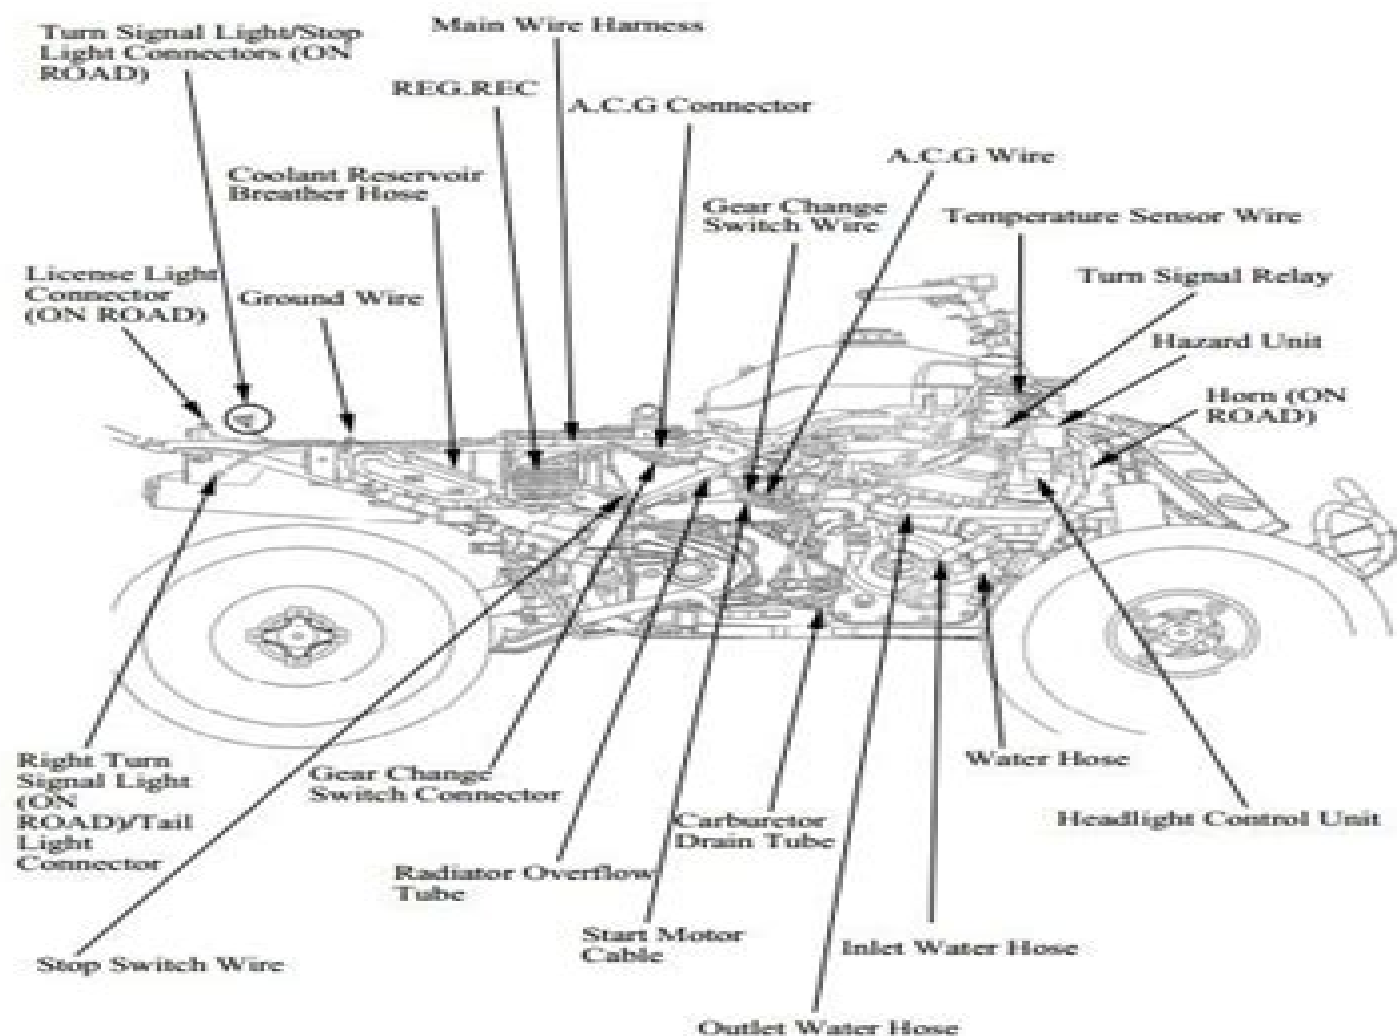 Turn Signal Light/Stop
Light Connectors (ON
ROAD)
Main Wire Harness
REG.REC
A.C.G Connector
A.C.G Wire
Coolant Reservoir
Breather Hose
Gear Change
Switch Wire
Temperature Sensor Wire
Turn Signal Relay
License Light
Connector
(ON ROAD)
Ground Wire
Hazard Unit
Horn (ON
ROAD)
Right Turn
Signal Light
(ON
ROAD)/Tail
Light
Connector
Gear Change
Switch Connector
Water Hose
Carburetor
Drain Tube
Headlight Control Unit
Radiator Overflow
Tube
Start Motor
Cable
Inlet Water Hose
Stop Switch Wire
Outlet Water Hose